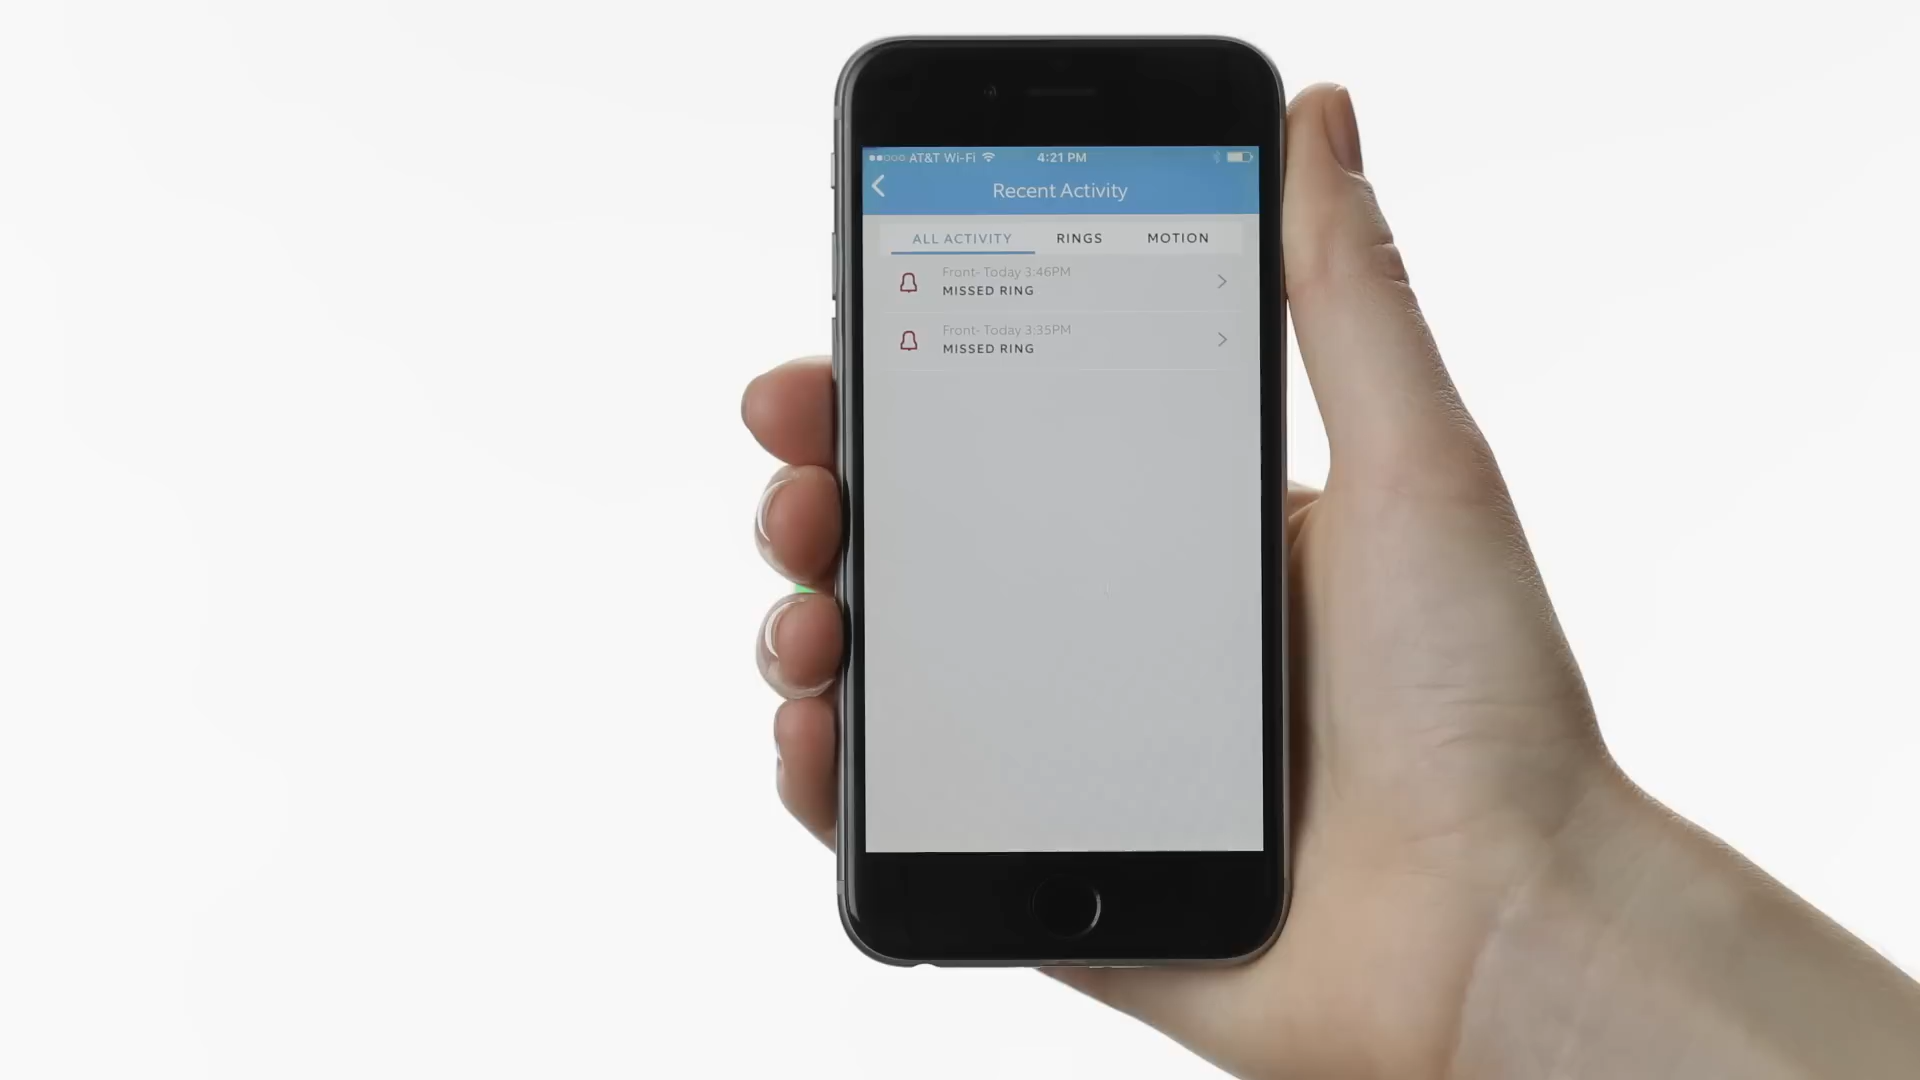 AT&T Wi-Fi 4:21 PM
Recent Activity
ALL ACTIVITY RINGS MOTION
Front- Today 3:46PM
MISSED RING
Front- Today 3:35PM
MISSED RING